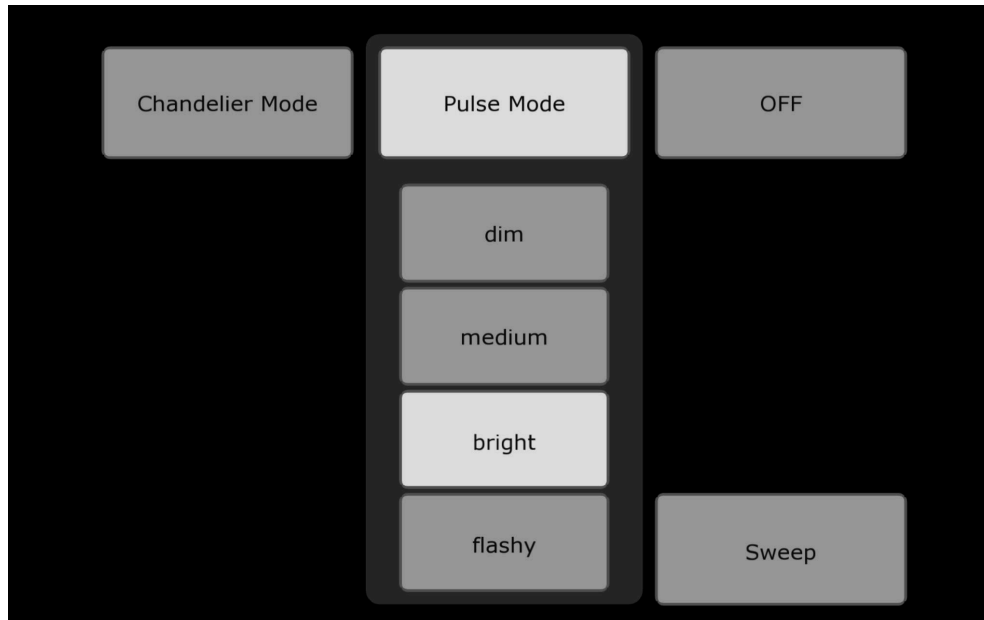 Chandelier Mode
Pulse Mode
OFF
dim
medium
bright
flashy
Sweep